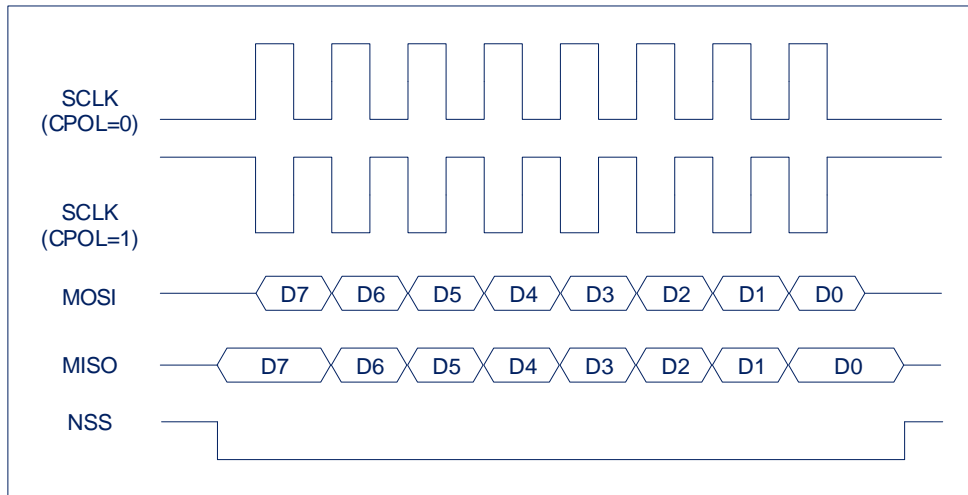 SCLK
(CPOL=0)
SCLK
(CPOL=1)
MOSI D7 D6 D5 D4 D3 D2 D1 D0
MISO D7 D6 D5 D4 D3 D2 D1 D0
NSS